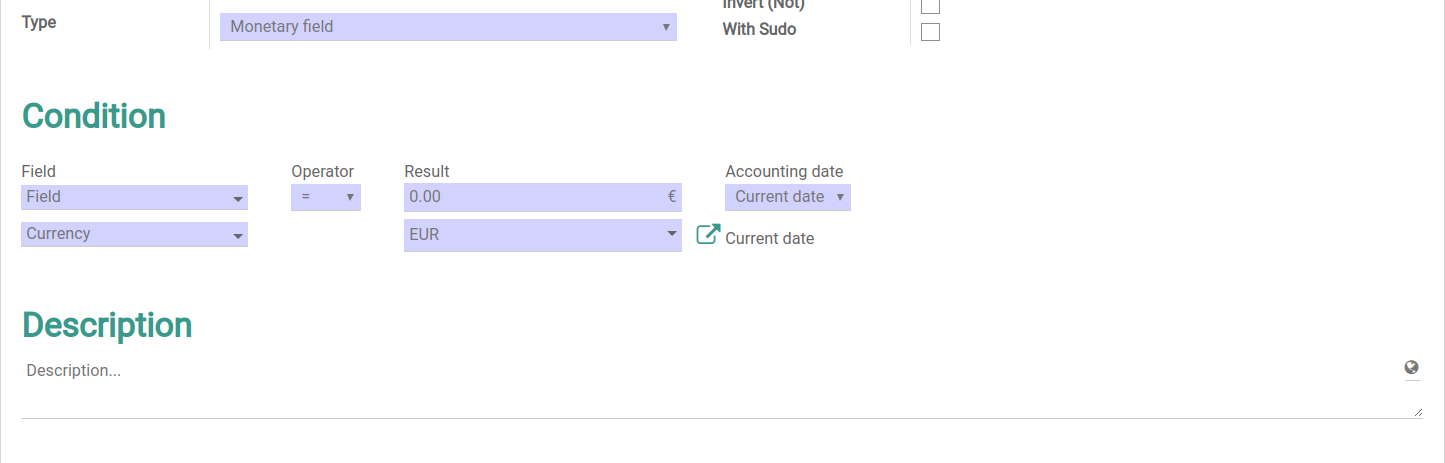 Invert (Not)
Type
Monetary field
With Sudo
Condition
Field
Operator
Result
Accounting date
Field
=
0.00
€
Current date
Currency
EUR
Current date
Description
Description...